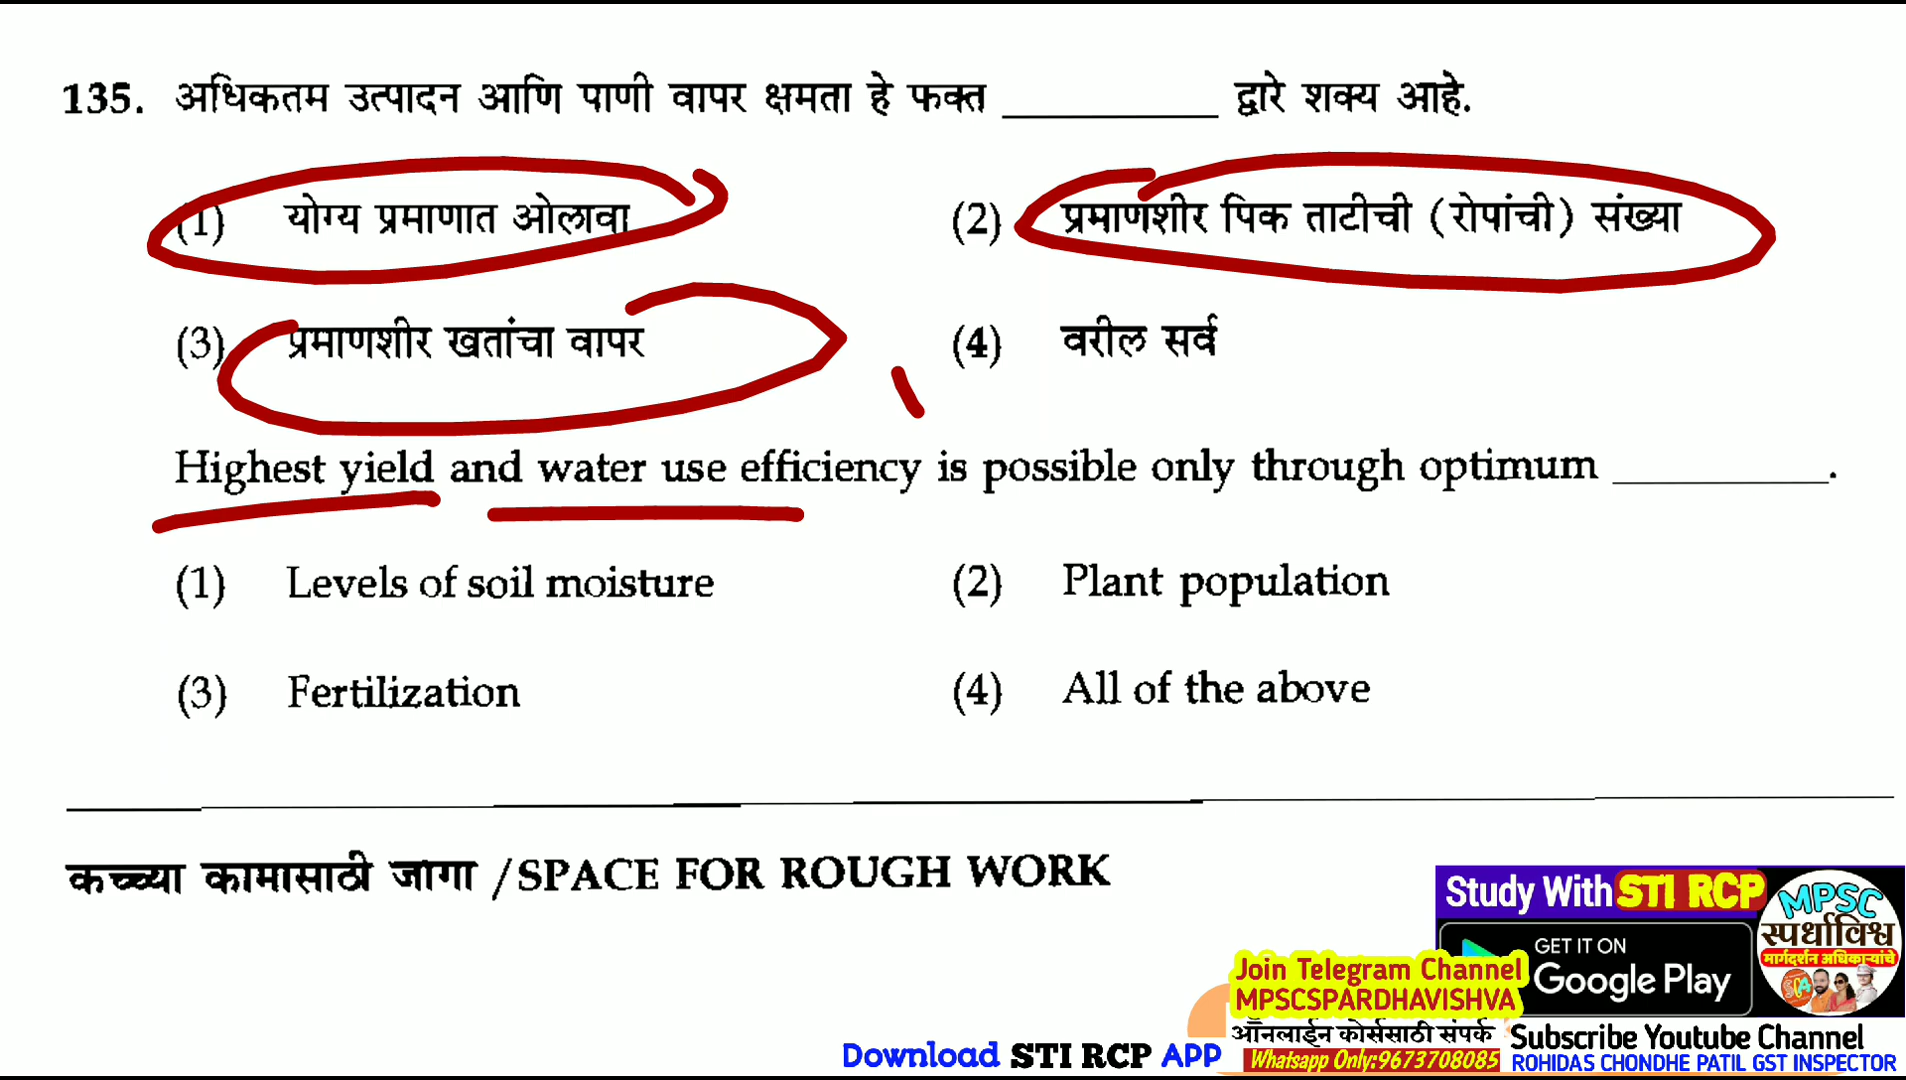 135. अधिकतम उत्पादन आणि पाणी वापर क्षमता हे फक्त __________ द्वारे शक्य आहे.
(1) योग्य प्रमाणात ओलावा (2) प्रमाणशीर पिक ताटीची (रोपांची) संख्या
(3) प्रमाणशीर खतांचा वापर (4) वरील सर्व
Highest yield and water use efficiency is possible only through optimum __________.
(1) Levels of soil moisture (2) Plant population
(3) Fertilization (4) All of the above
कच्च्या कामासाठी जागा / SPACE FOR ROUGH WORK
Study With STI RCP
MPSC
स्पर्धाविश्व
मार्गदर्शन अधिकाऱ्यांचे
GET IT ON
Google Play
Join Telegram Channel
MPSCSPARDHAVISHVA
ऑनलाईन कोर्ससाठी संपर्क
Whatsapp Only:9673708085
Download STI RCP APP
Subscribe Youtube Channel
ROHIDAS CHONDHE PATIL GST INSPECTOR